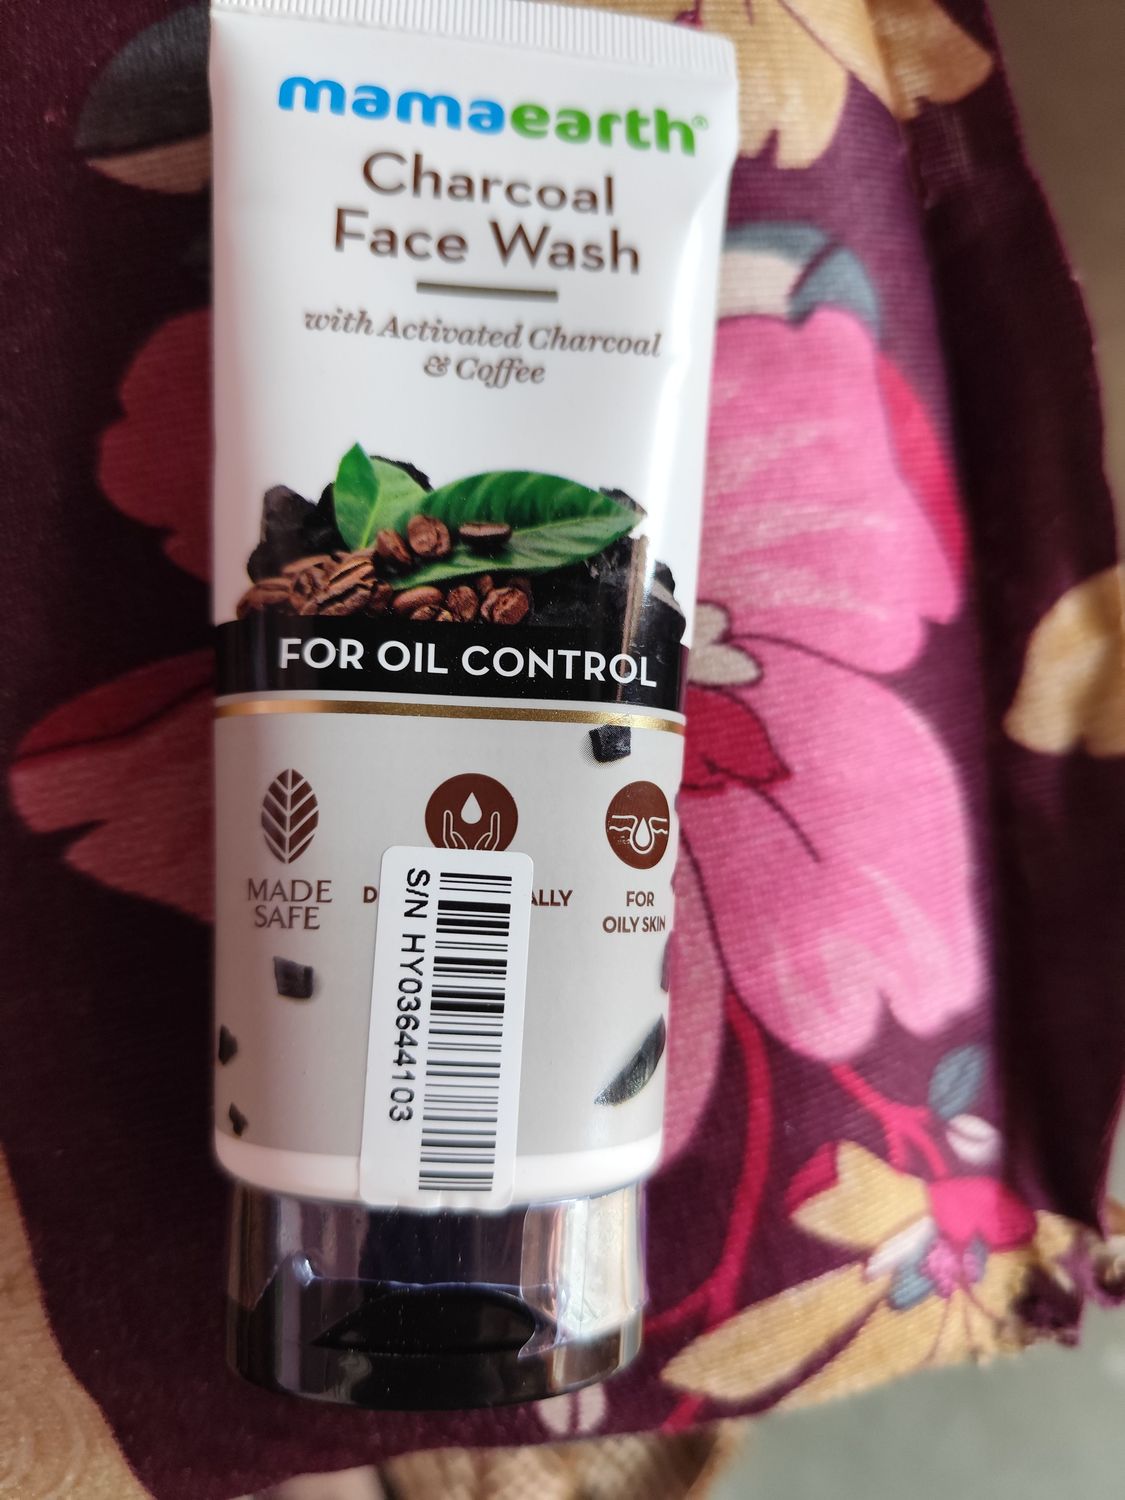 mamaearth®
Charcoal
Face Wash
with Activated Charcoal
& Coffee
FOR OIL CONTROL
MADE
SAFE
FOR
OILY SKIN
S/N HY03644103